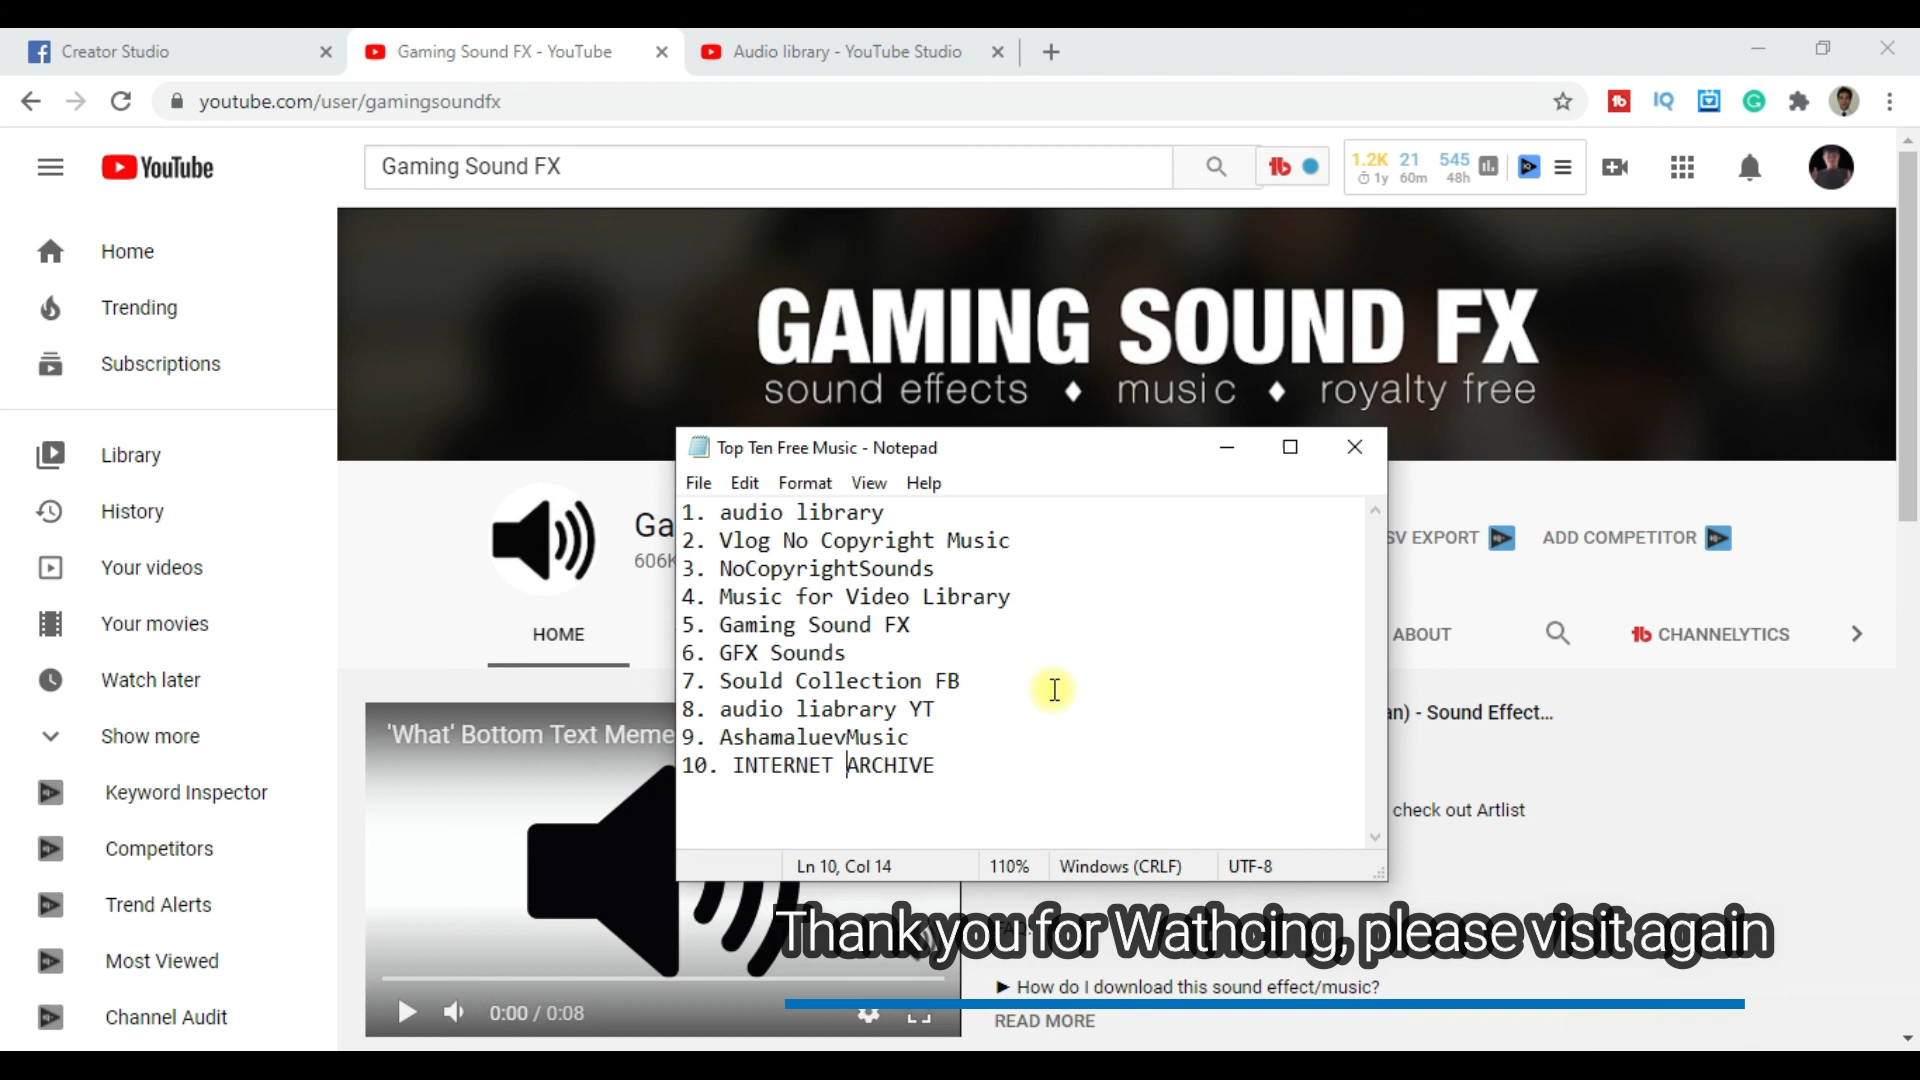 Creator Studio
Gaming Sound FX - YouTube
Audio library - YouTube Studio
youtube.com/user/gamingsoundfx
YouTube
Gaming Sound FX
1.2K 21 545
1y 60m 48h
Home
Trending
Subscriptions
Library
History
Your videos
Your movies
Watch later
Show more
Keyword Inspector
Competitors
Trend Alerts
Most Viewed
Channel Audit
GAMING SOUND FX
sound effects ♦ music ♦ royalty free
Ga
606K
SV EXPORT
ADD COMPETITOR
HOME
ABOUT
CHANNELYTICS
Top Ten Free Music - Notepad
File Edit Format View Help
1. audio library
2. Vlog No Copyright Music
3. NoCopyrightSounds
4. Music for Video Library
5. Gaming Sound FX
6. GFX Sounds
7. Sould Collection FB
8. audio liabrary YT
9. AshamaluevMusic
10. INTERNET ARCHIVE
Ln 10, Col 14 110% Windows (CRLF) UTF-8
'What' Bottom Text Meme
an) - Sound Effect...
check out Artlist
0:00 / 0:08
Thank you for Wathcing, please visit again
► How do I download this sound effect/music?
READ MORE